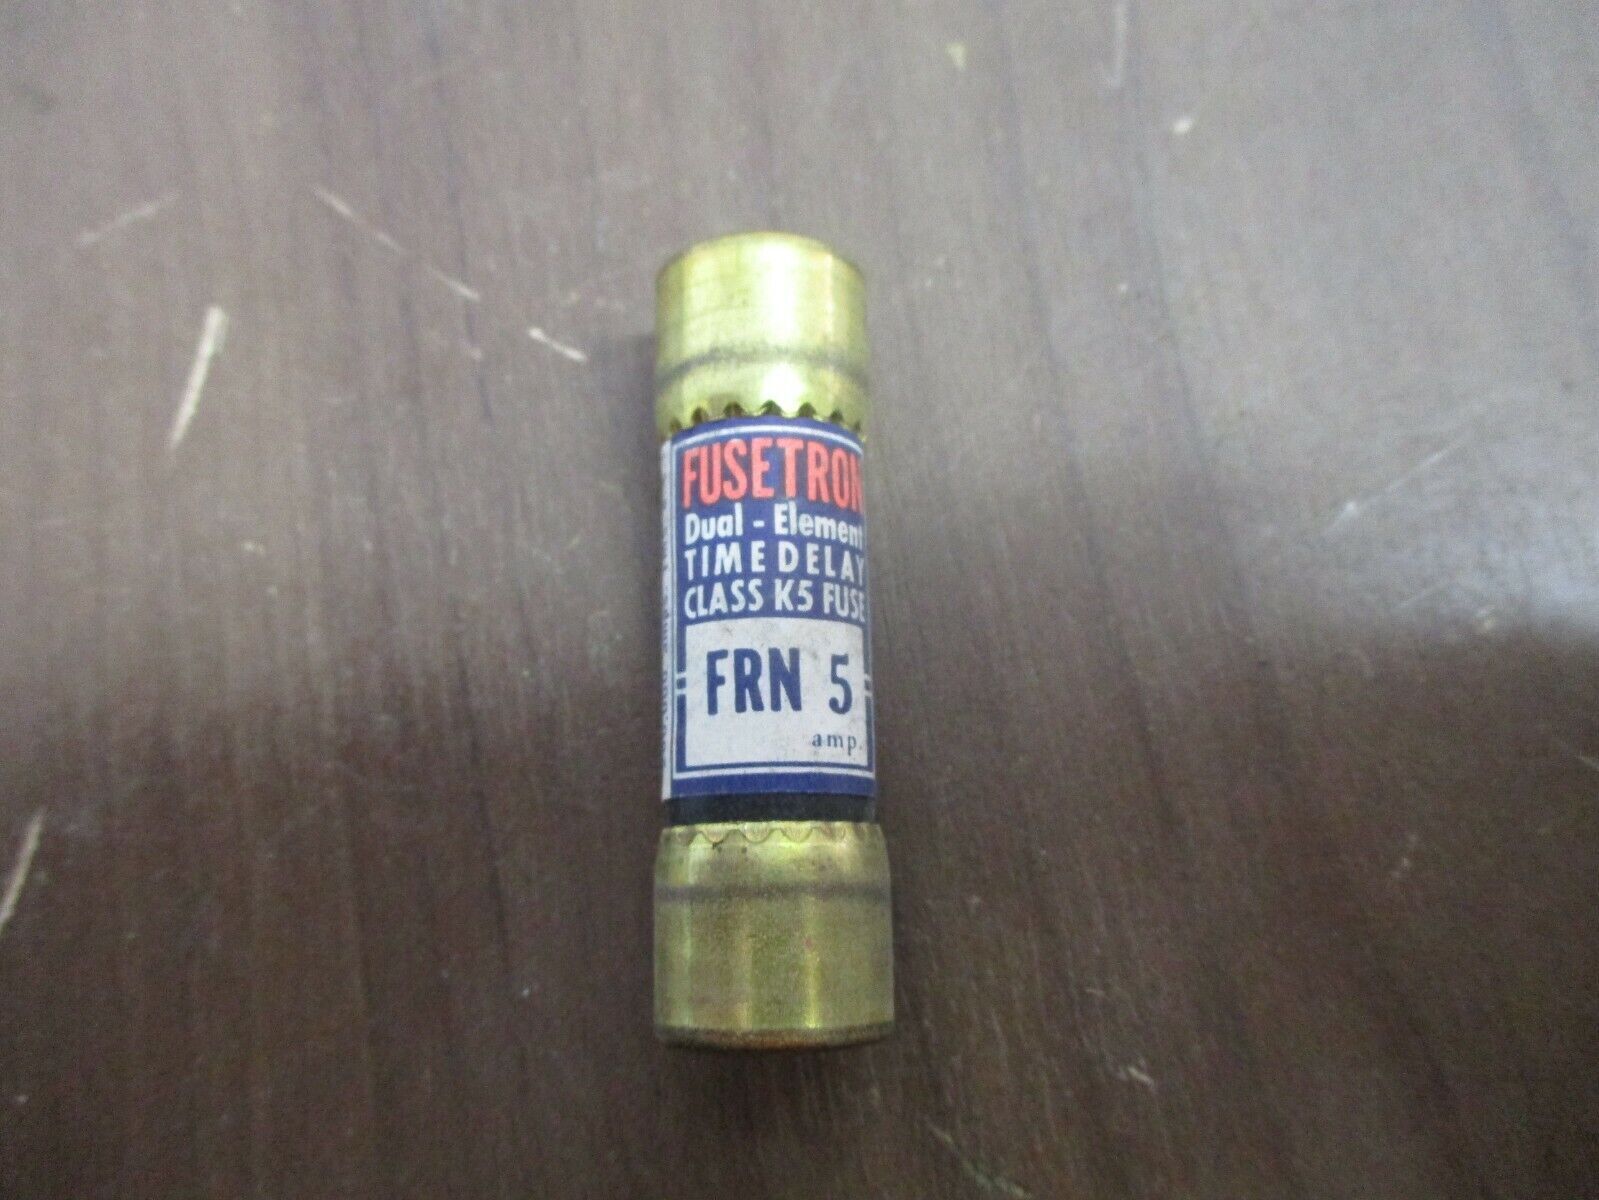 FUSETRON
Dual - Element
TIME DELAY
CLASS K5 FUSE
FRN 5
amp.